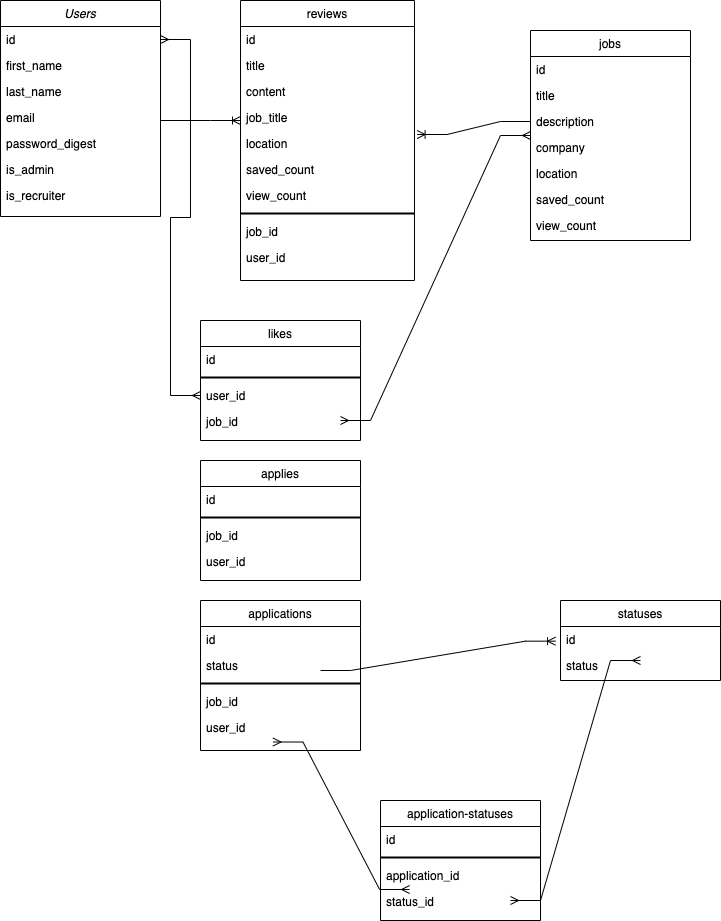 Users
id
first_name
last_name
email
password_digest
is_admin
is_recruiter
reviews
id
title
content
job_title
location
saved_count
view_count
job_id
user_id
jobs
id
title
description
company
location
saved_count
view_count
likes
id
user_id
job_id
applies
id
job_id
user_id
applications
id
status
job_id
user_id
statuses
id
status
application-statuses
id
application_id
status_id